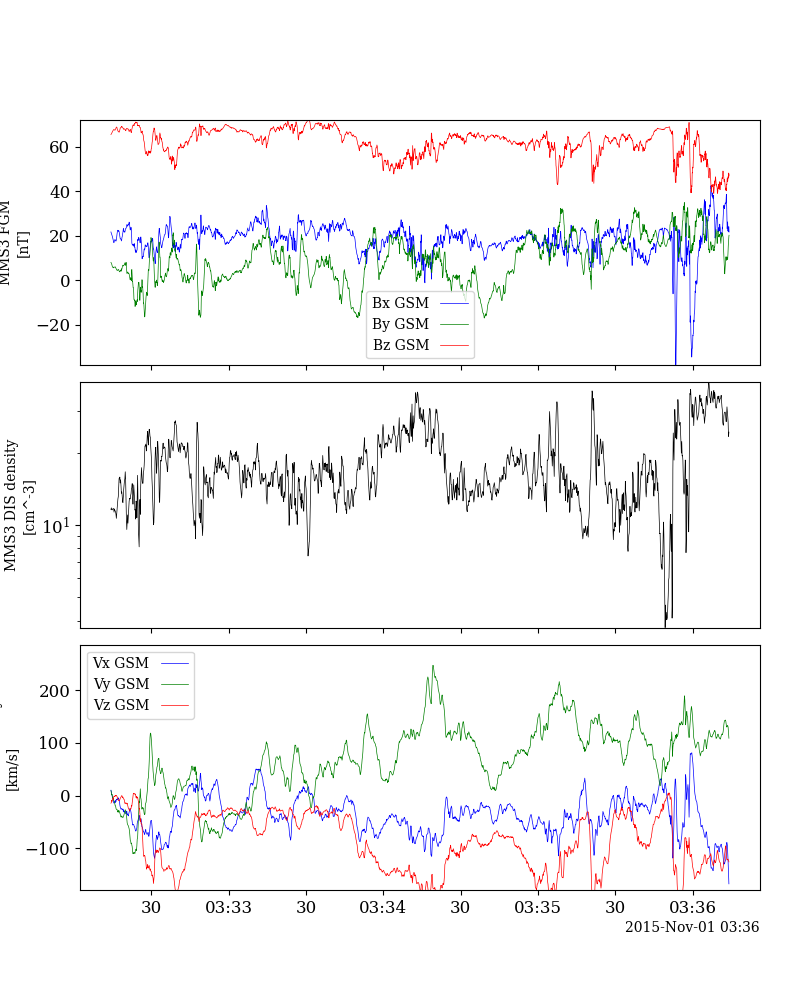 60
40
20
0
−20
MMS3 FGM
[nT]
Bx GSM
By GSM
Bz GSM
10^1
MMS3 DIS density
[cm^-3]
Vx GSM
Vy GSM
Vz GSM
200
100
0
−100
[km/s]
30
03:33
30
03:34
30
03:35
30
03:36
2015-Nov-01 03:36